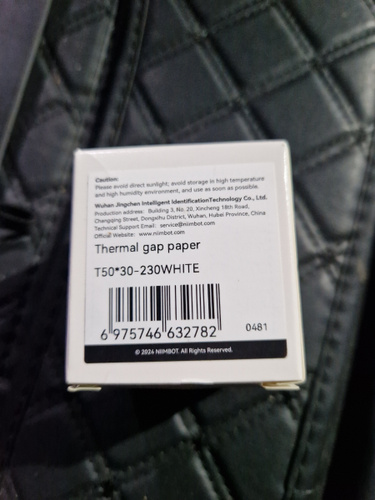 Caution:
Please avoid direct sunlight; avoid storage in high temperature
and high humidity environment, and use as soon as possible.
Wuhan Jingchen Intelligent IdentificationTechnology Co., Ltd.
Production address: Building 3, No. 20, Xincheng 18th Road,
Chengqing Street, Dongxihu District, Wuhan, Hubei Province, China
Technical Support Email: service@niimbot.com
Official Website: www.niimbot.com
Thermal gap paper
T50*30-230WHITE
6 975746 632782
0481
© 2024 NIIMBOT. All Rights Reserved.